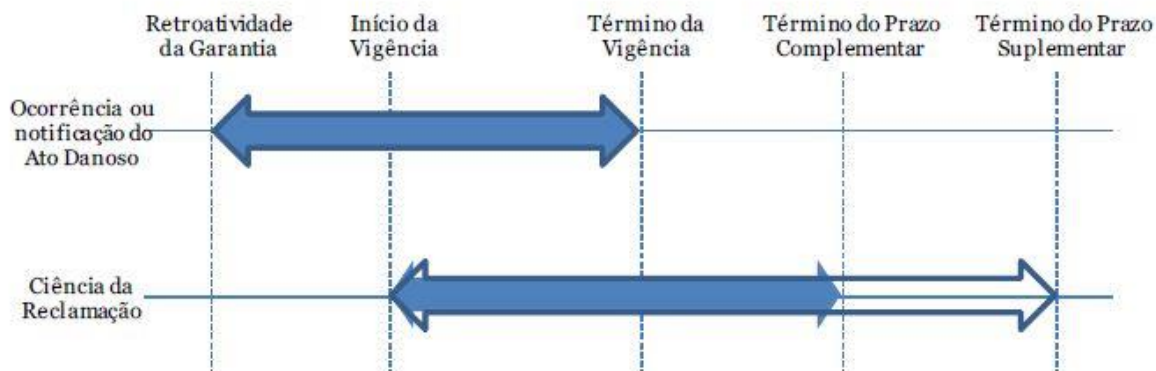 Retroatividade
da Garantia
Início da
Vigência
Término da
Vigência
Término do Prazo
Complementar
Término do Prazo
Suplementar
Ocorrência ou
notificação do
Ato Danoso
Ciência da
Reclamação